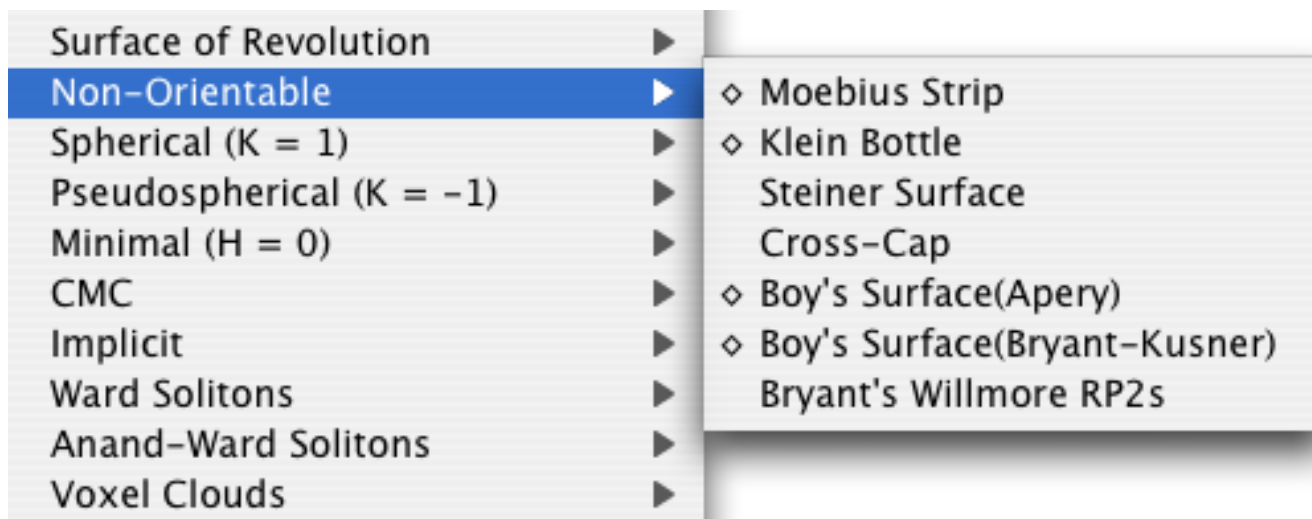 Surface of Revolution
Non-Orientable
Spherical (K = 1)
Pseudospherical (K = -1)
Minimal (H = 0)
CMC
Implicit
Ward Solitons
Anand-Ward Solitons
Voxel Clouds
Moebius Strip
Klein Bottle
Steiner Surface
Cross-Cap
Boy's Surface(Apery)
Boy's Surface(Bryant-Kusner)
Bryant's Willmore RP2s